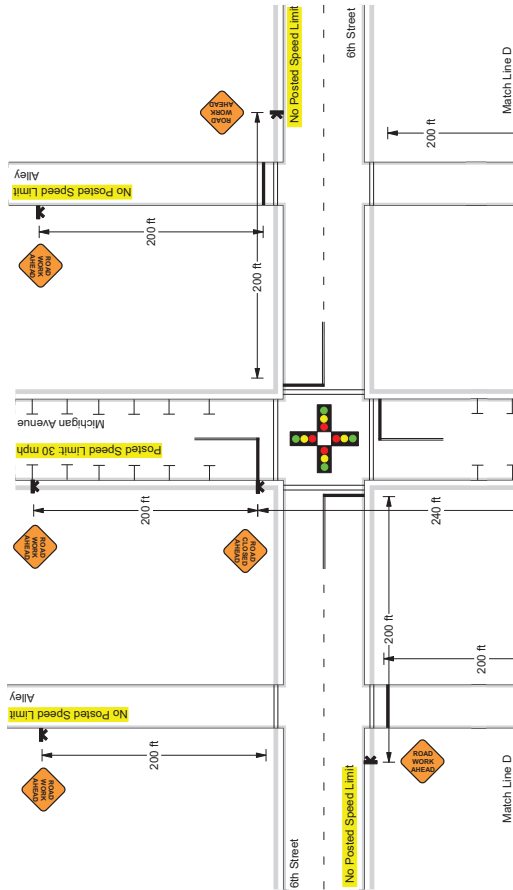 No Posted Speed Limit
6th Street
Match Line D
ROAD
WORK
AHEAD
200 ft
Alley
No Posted Speed Limit
200 ft
200 ft
ROAD
WORK
AHEAD
Michigan Avenue
Posted Speed Limit: 30 mph
200 ft
240 ft
ROAD
WORK
AHEAD
ROAD
CLOSED
AHEAD
200 ft
200 ft
Alley
No Posted Speed Limit
200 ft
ROAD
WORK
AHEAD
ROAD
WORK
AHEAD
6th Street
No Posted Speed Limit
Match Line D